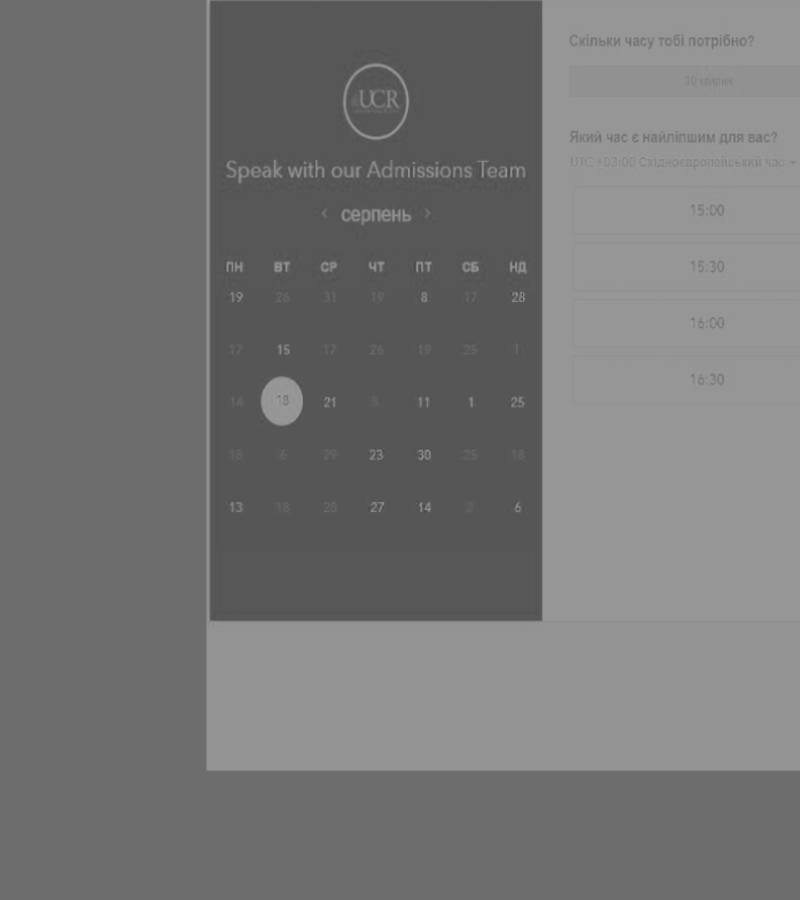 UCR
Speak with our Admissions Team
‹ серпень ›
ПН ВТ СР ЧТ ПТ СБ НД
19 26 31 19 8 17 28
17 15 17 26 19 25 1
14 18 21 5 11 1 25
18 6 29 23 30 25 18
13 18 28 27 14 2 6
Скільки часу тобі потрібно?
30 хвилин
Який час є найліпшим для вас?
UTC +03:00 Східноєвропейський час
15:00
15:30
16:00
16:30